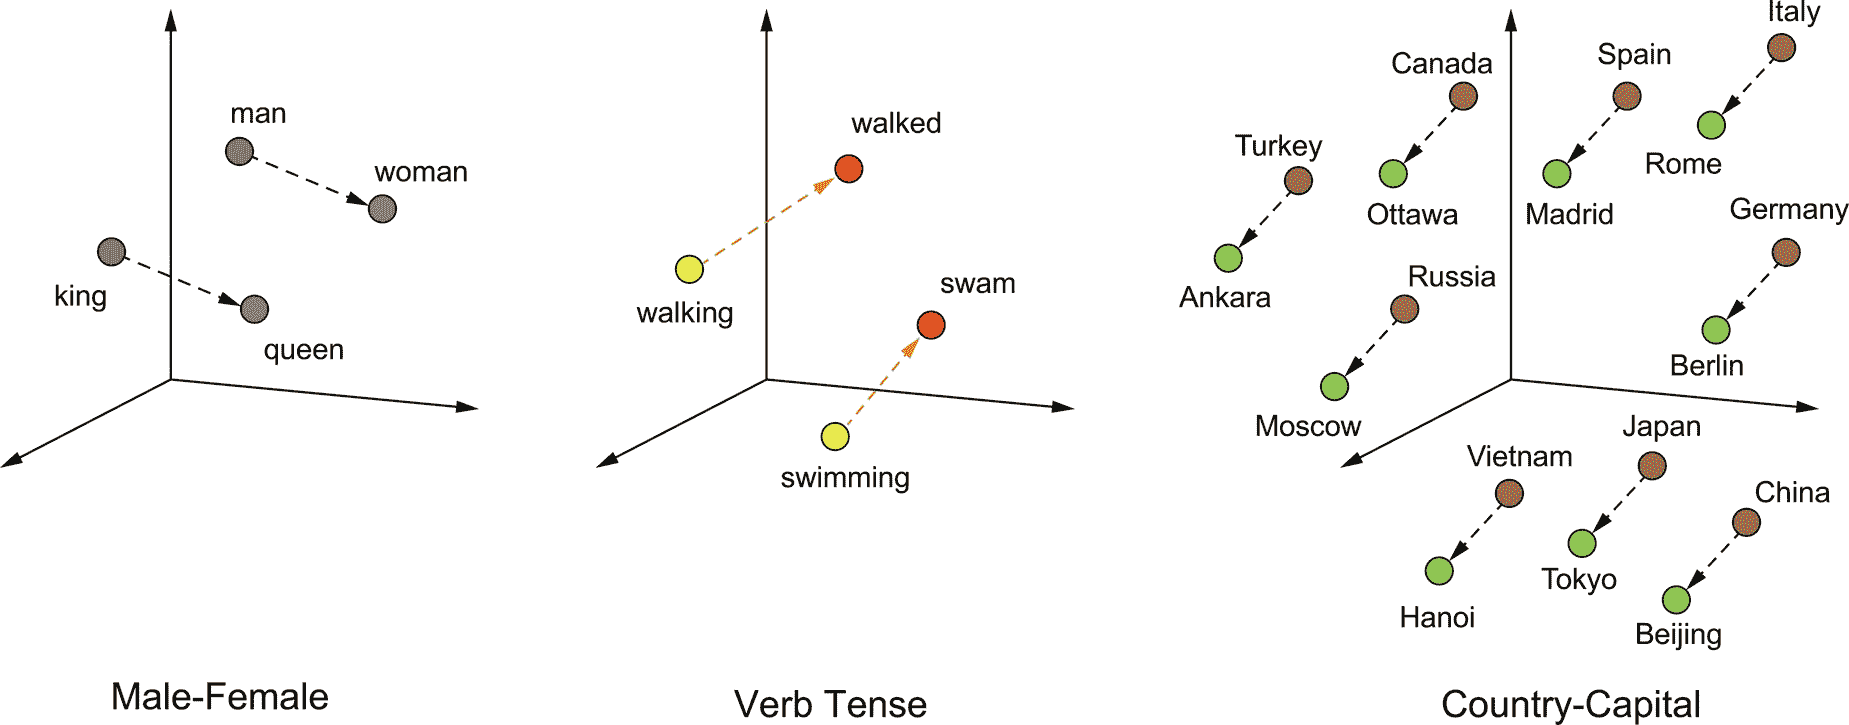 man
woman
king
queen
Male-Female
walked
walking
swam
swimming
Verb Tense
Italy
Spain
Canada
Turkey
Rome
Ottawa
Madrid
Germany
Ankara
Russia
Berlin
Moscow
Japan
Vietnam
China
Tokyo
Hanoi
Beijing
Country-Capital